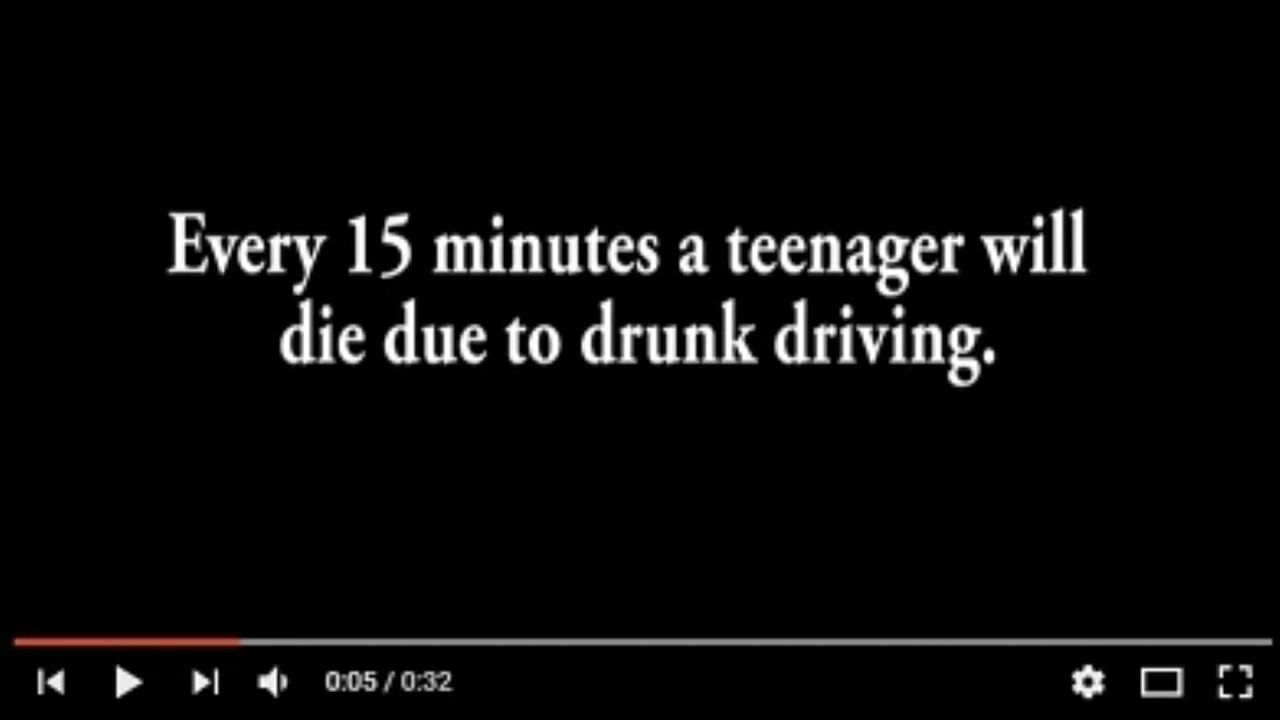 Every 15 minutes a teenager will
die due to drunk driving.
0:05 / 0:32